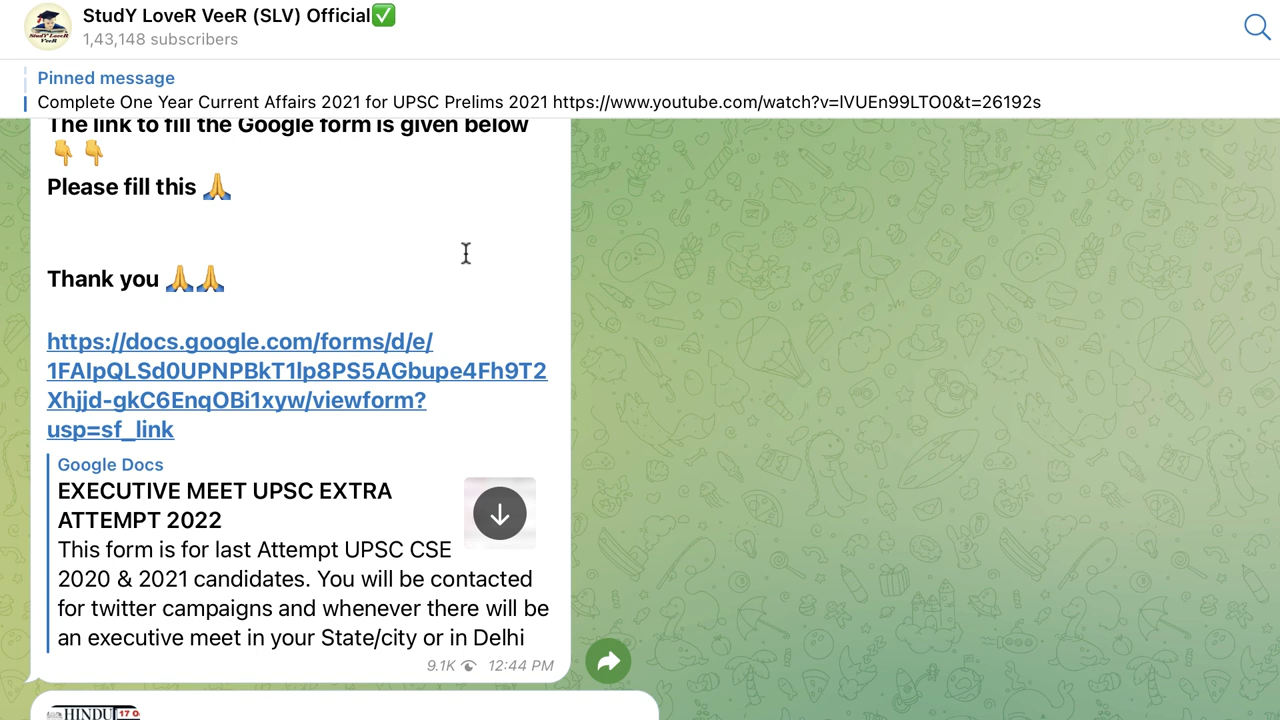 StudY LoveR VeeR (SLV) Official✅
1,43,148 subscribers
Pinned message
Complete One Year Current Affairs 2021 for UPSC Prelims 2021 https://www.youtube.com/watch?v=lVUEn99LTO0&t=26192s
The link to fill the Google form is given below
👇👇
Please fill this 🙏
Thank you 🙏🙏
https://docs.google.com/forms/d/e/
1FAIpQLSd0UPNPBkT1lp8PS5AGbupe4Fh9T2
Xhjjd-gkC6EnqOBi1xyw/viewform?
usp=sf_link
Google Docs
EXECUTIVE MEET UPSC EXTRA
ATTEMPT 2022
This form is for last Attempt UPSC CSE
2020 & 2021 candidates. You will be contacted
for twitter campaigns and whenever there will be
an executive meet in your State/city or in Delhi
9.1K 12:44 PM
HINDU